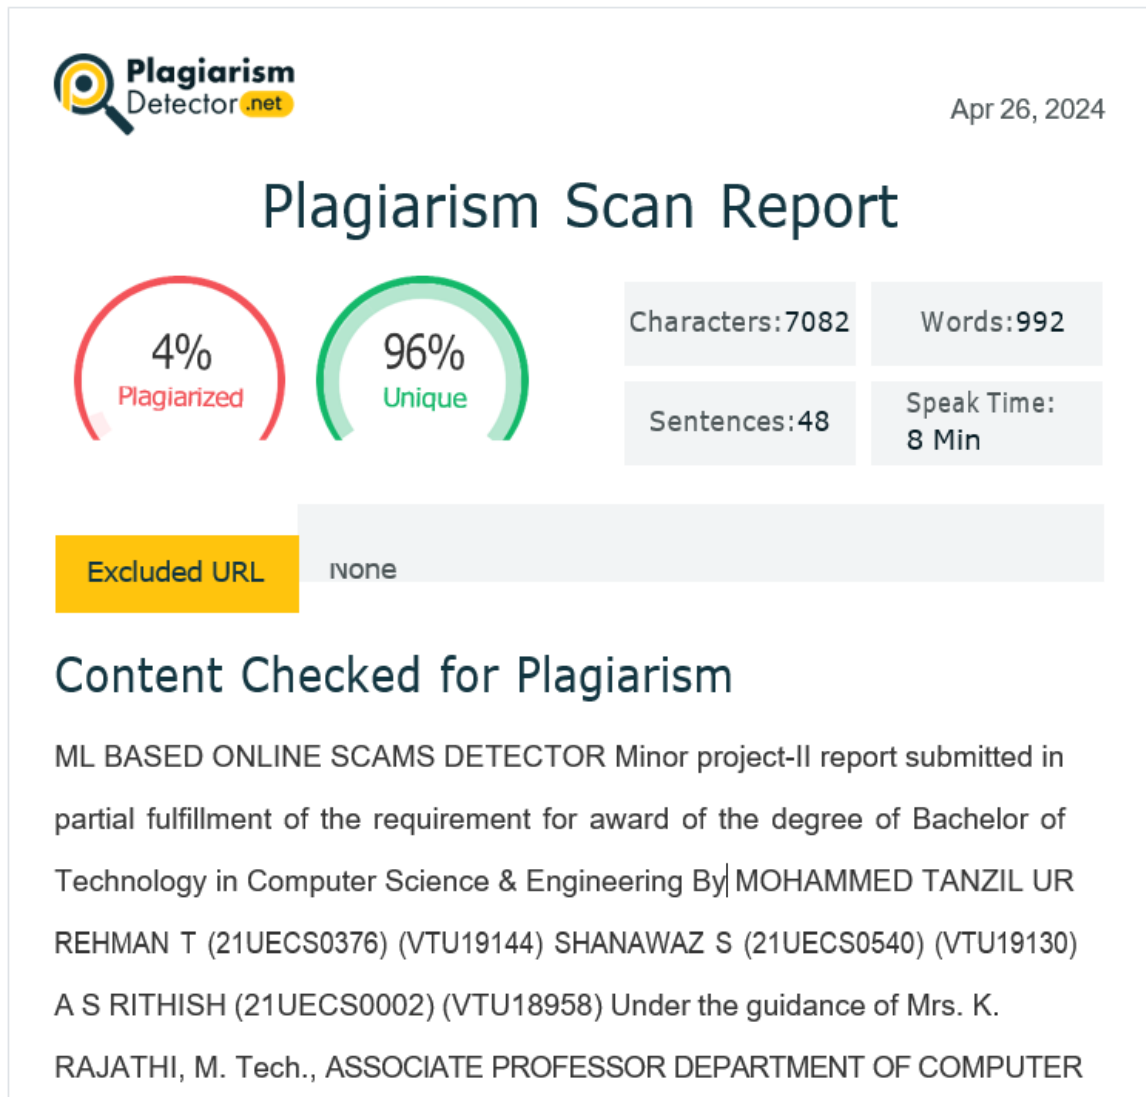 Plagiarism
Detector .net
Apr 26, 2024
Plagiarism Scan Report
4%
Plagiarized
96%
Unique
Characters:7082
Words:992
Sentences:48
Speak Time:
8 Min
Excluded URL
None
Content Checked for Plagiarism
ML BASED ONLINE SCAMS DETECTOR Minor project-II report submitted in
partial fulfillment of the requirement for award of the degree of Bachelor of
Technology in Computer Science & Engineering By MOHAMMED TANZIL UR
REHMAN T (21UECS0376) (VTU19144) SHANAWAZ S (21UECS0540) (VTU19130)
A S RITHISH (21UECS0002) (VTU18958) Under the guidance of Mrs. K.
RAJATHI, M. Tech., ASSOCIATE PROFESSOR DEPARTMENT OF COMPUTER